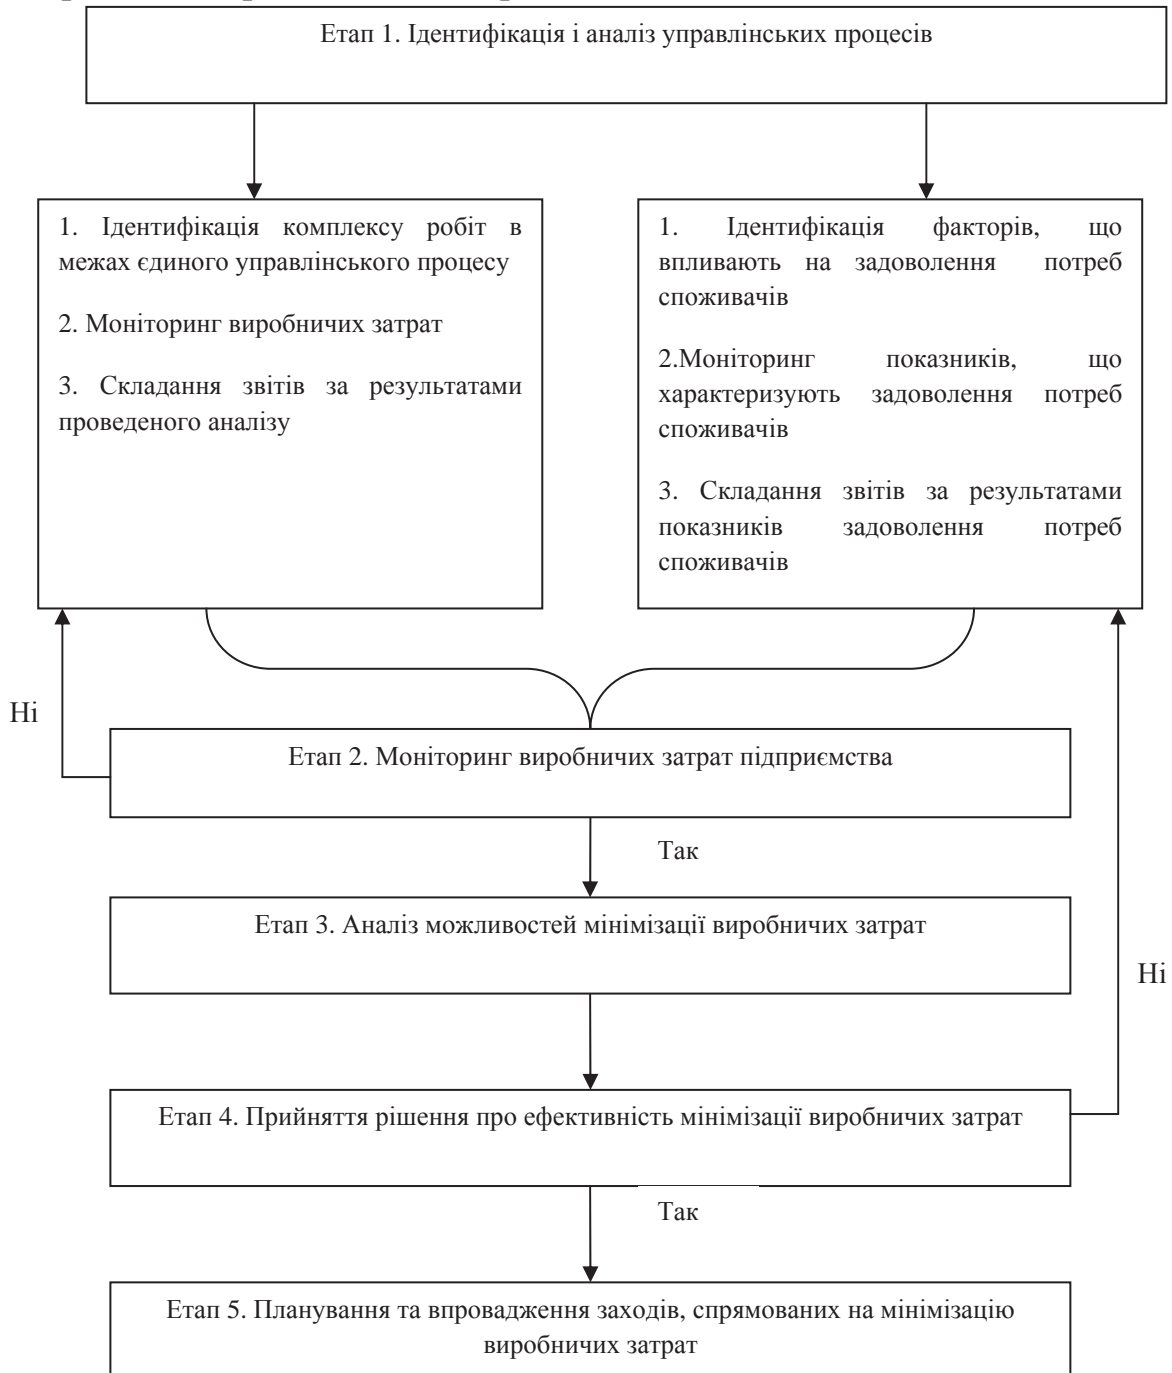 Етап 1. Ідентифікація і аналіз управлінських процесів
1. Ідентифікація комплексу робіт в
межах єдиного управлінського процесу
2. Моніторинг виробничих затрат
3. Складання звітів за результатами
проведеного аналізу
1. Ідентифікація факторів, що
впливають на задоволення потреб
споживачів
2.Моніторинг показників, що
характеризують задоволення потреб
споживачів
3. Складання звітів за результатами
показників задоволення потреб
споживачів
Ні
Етап 2. Моніторинг виробничих затрат підприємства
Так
Етап 3. Аналіз можливостей мінімізації виробничих затрат
Ні
Етап 4. Прийняття рішення про ефективність мінімізації виробничих затрат
Так
Етап 5. Планування та впровадження заходів, спрямованих на мінімізацію
виробничих затрат